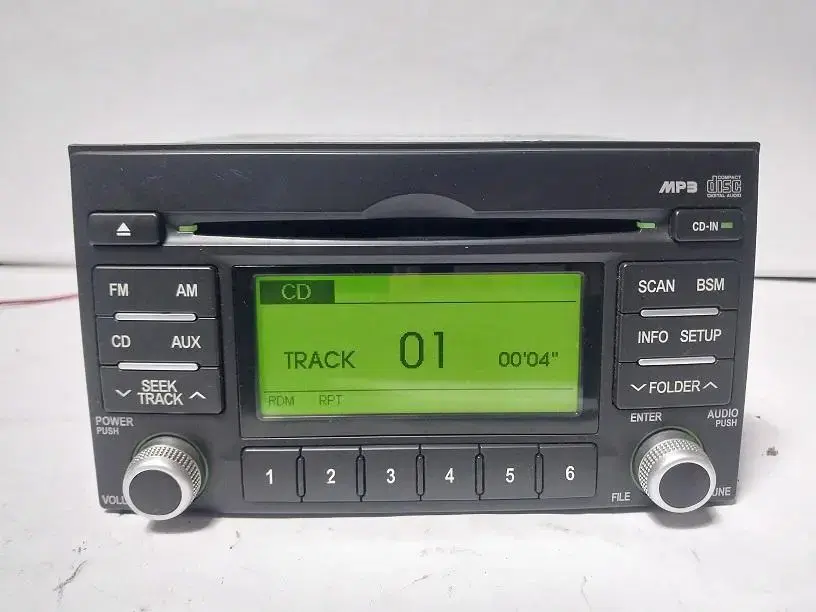 MP3 COMPACT disc DIGITAL AUDIO
CD-IN
FM AM
CD AUX
SEEK
TRACK
CD
TRACK 01 00'04"
RDM RPT
SCAN BSM
INFO SETUP
FOLDER
POWER
PUSH
VOL
1 2 3 4 5 6
ENTER
AUDIO
PUSH
FILE